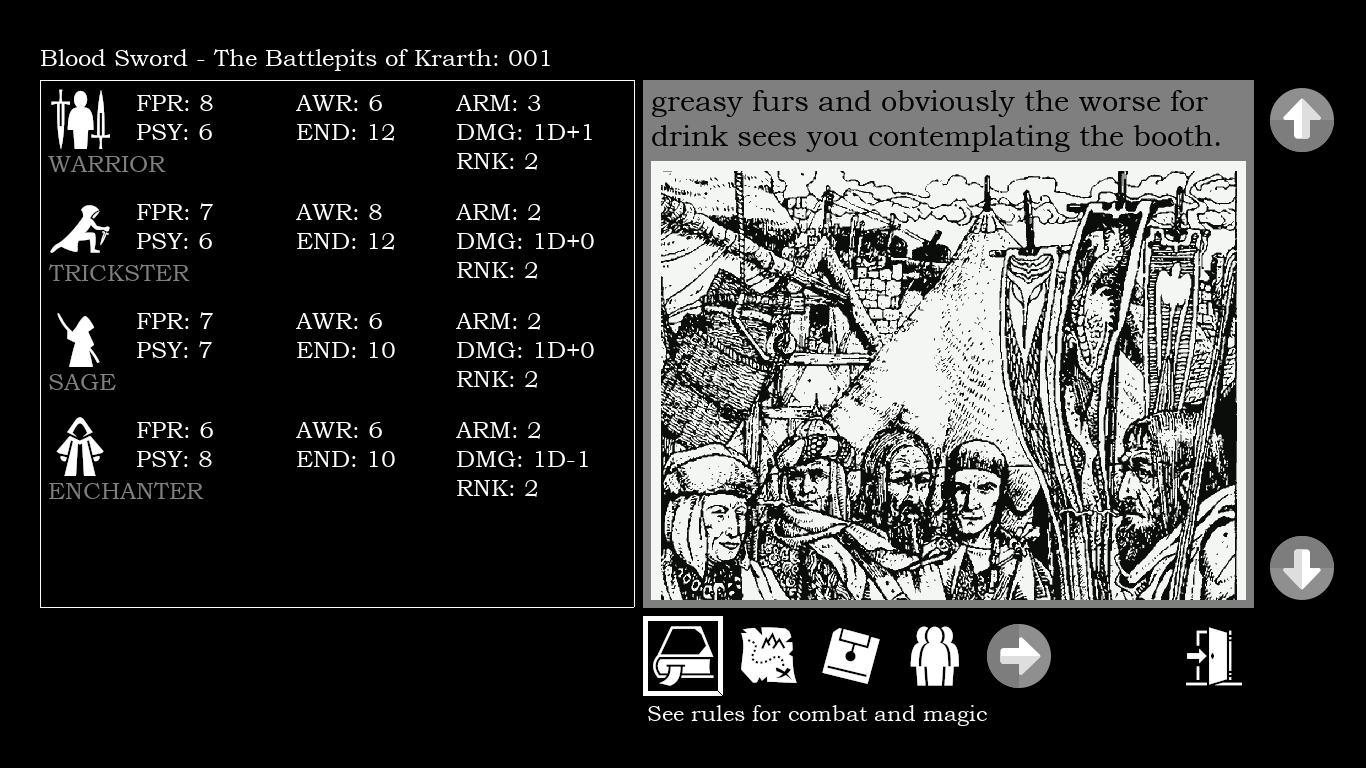 Blood Sword - The Battlepits of Krarth: 001
FPR: 8 AWR: 6 ARM: 3
PSY: 6 END: 12 DMG: 1D+1
WARRIOR RNK: 2
FPR: 7 AWR: 8 ARM: 2
PSY: 6 END: 12 DMG: 1D+0
TRICKSTER RNK: 2
FPR: 7 AWR: 6 ARM: 2
PSY: 7 END: 10 DMG: 1D+0
SAGE RNK: 2
FPR: 6 AWR: 6 ARM: 2
PSY: 8 END: 10 DMG: 1D-1
ENCHANTER RNK: 2
greasy furs and obviously the worse for
drink sees you contemplating the booth.
See rules for combat and magic